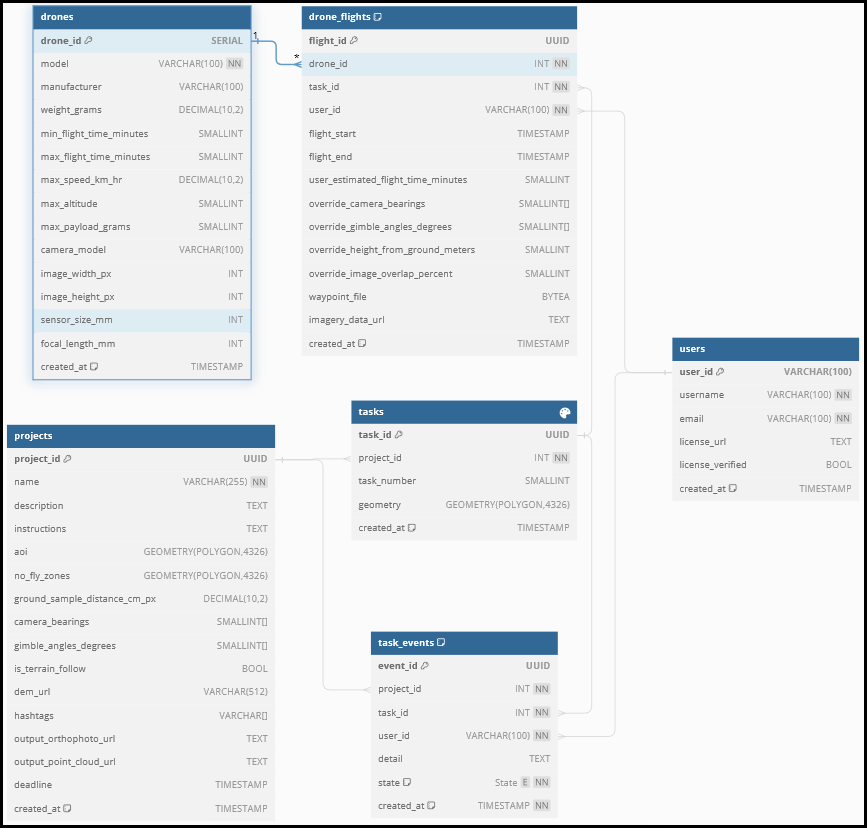 drones
drone_id SERIAL
model VARCHAR(100) NN
manufacturer VARCHAR(100)
weight_grams DECIMAL(10,2)
min_flight_time_minutes SMALLINT
max_flight_time_minutes SMALLINT
max_speed_km_hr DECIMAL(10,2)
max_altitude SMALLINT
max_payload_grams SMALLINT
camera_model VARCHAR(100)
image_width_px INT
image_height_px INT
sensor_size_mm INT
focal_length_mm INT
created_at TIMESTAMP
1
*
drone_flights
flight_id UUID
drone_id INT NN
task_id INT NN
user_id VARCHAR(100) NN
flight_start TIMESTAMP
flight_end TIMESTAMP
user_estimated_flight_time_minutes SMALLINT
override_camera_bearings SMALLINT[]
override_gimble_angles_degrees SMALLINT[]
override_height_from_ground_meters SMALLINT
override_image_overlap_percent SMALLINT
waypoint_file BYTEA
imagery_data_url TEXT
created_at TIMESTAMP
users
user_id VARCHAR(100)
username VARCHAR(100) NN
email VARCHAR(100) NN
license_url TEXT
license_verified BOOL
created_at TIMESTAMP
tasks
task_id UUID
project_id INT NN
task_number SMALLINT
geometry GEOMETRY(POLYGON,4326)
created_at TIMESTAMP
projects
project_id UUID
name VARCHAR(255) NN
description TEXT
instructions TEXT
aoi GEOMETRY(POLYGON,4326)
no_fly_zones GEOMETRY(POLYGON,4326)
ground_sample_distance_cm_px DECIMAL(10,2)
camera_bearings SMALLINT[]
gimble_angles_degrees SMALLINT[]
is_terrain_follow BOOL
dem_url VARCHAR(512)
hashtags VARCHAR[]
output_orthophoto_url TEXT
output_point_cloud_url TEXT
deadline TIMESTAMP
created_at TIMESTAMP
task_events
event_id UUID
project_id INT NN
task_id INT NN
user_id VARCHAR(100) NN
detail TEXT
state State E NN
created_at TIMESTAMP NN